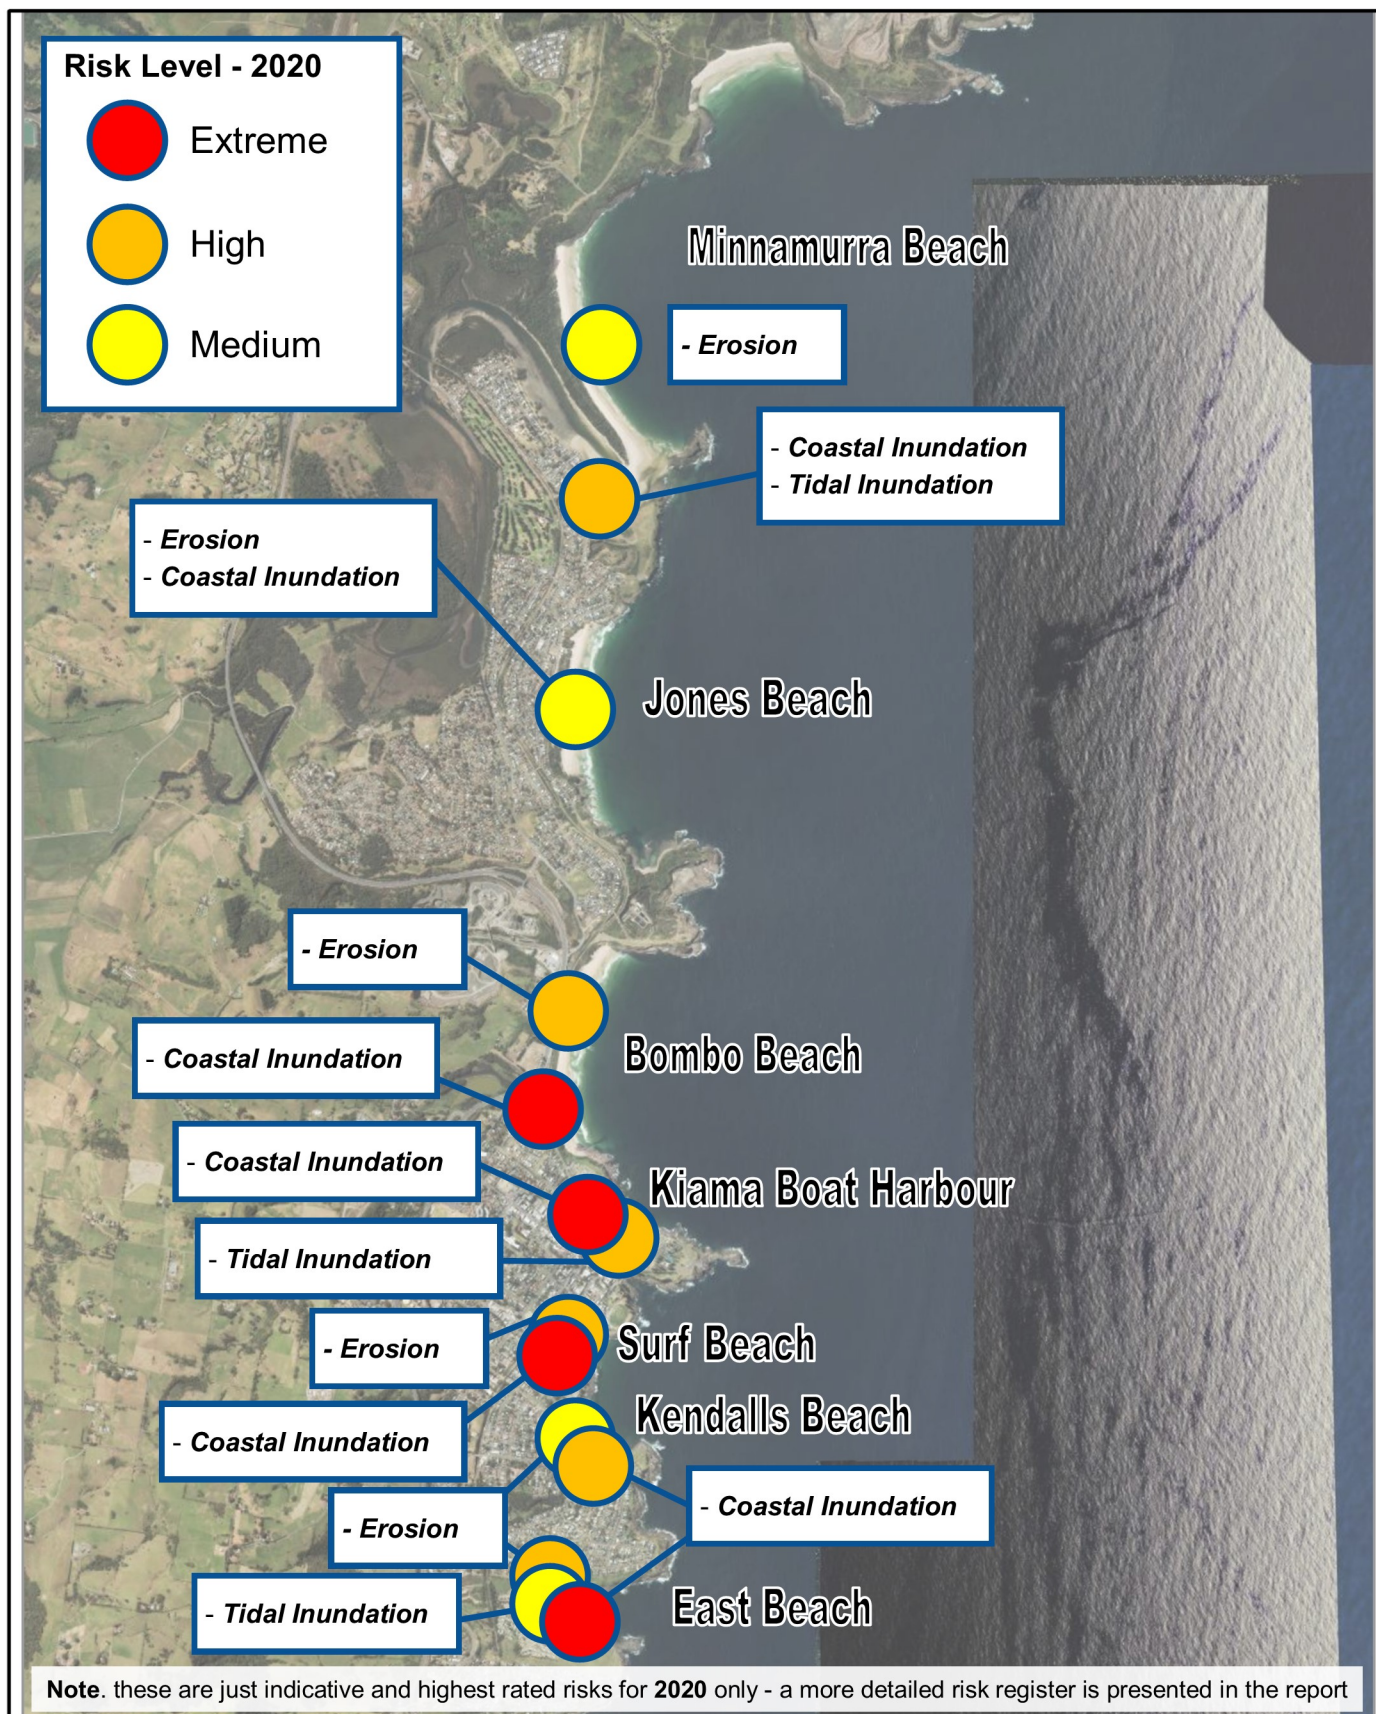 Risk Level - 2020
Extreme
High
Medium
Minnamurra Beach
- Erosion
- Coastal Inundation
- Tidal Inundation
- Erosion
- Coastal Inundation
Jones Beach
- Erosion
Bombo Beach
- Coastal Inundation
- Coastal Inundation
Kiama Boat Harbour
- Tidal Inundation
- Erosion
Surf Beach
Kendalls Beach
- Coastal Inundation
- Coastal Inundation
- Erosion
- Tidal Inundation
East Beach
Note. these are just indicative and highest rated risks for 2020 only - a more detailed risk register is presented in the report